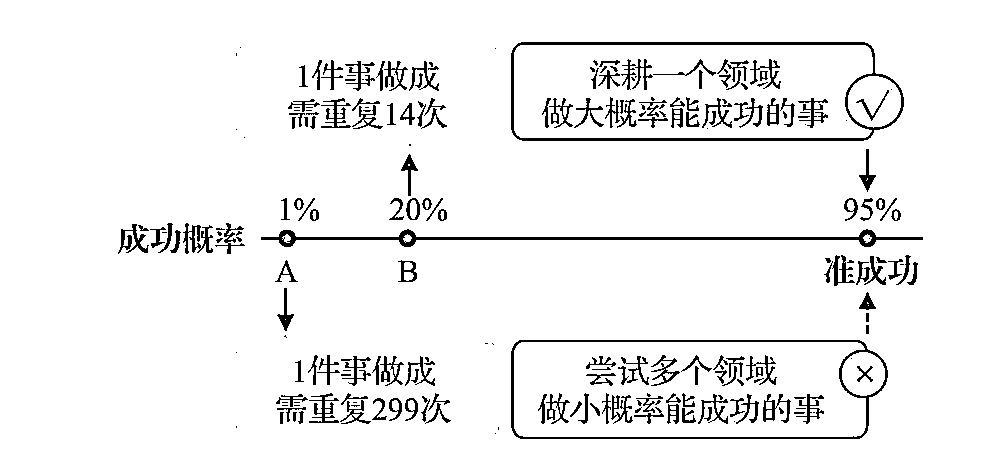 1件事做成
需重复14次
深耕一个领域
做大概率能成功的事
√
1%
20%
95%
成功概率
A
B
准成功
1件事做成
需重复299次
尝试多个领域
做小概率能成功的事
×